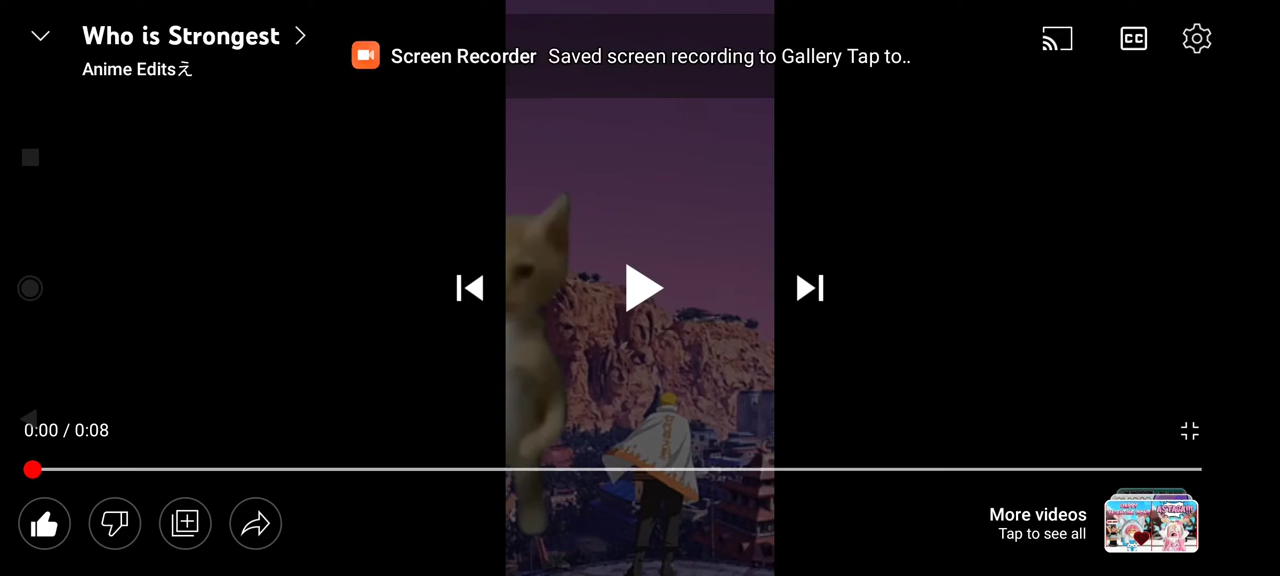 Who is Strongest
Screen Recorder Saved screen recording to Gallery Tap to..
Anime Editsえ
0:00 / 0:08
More videos
Tap to see all